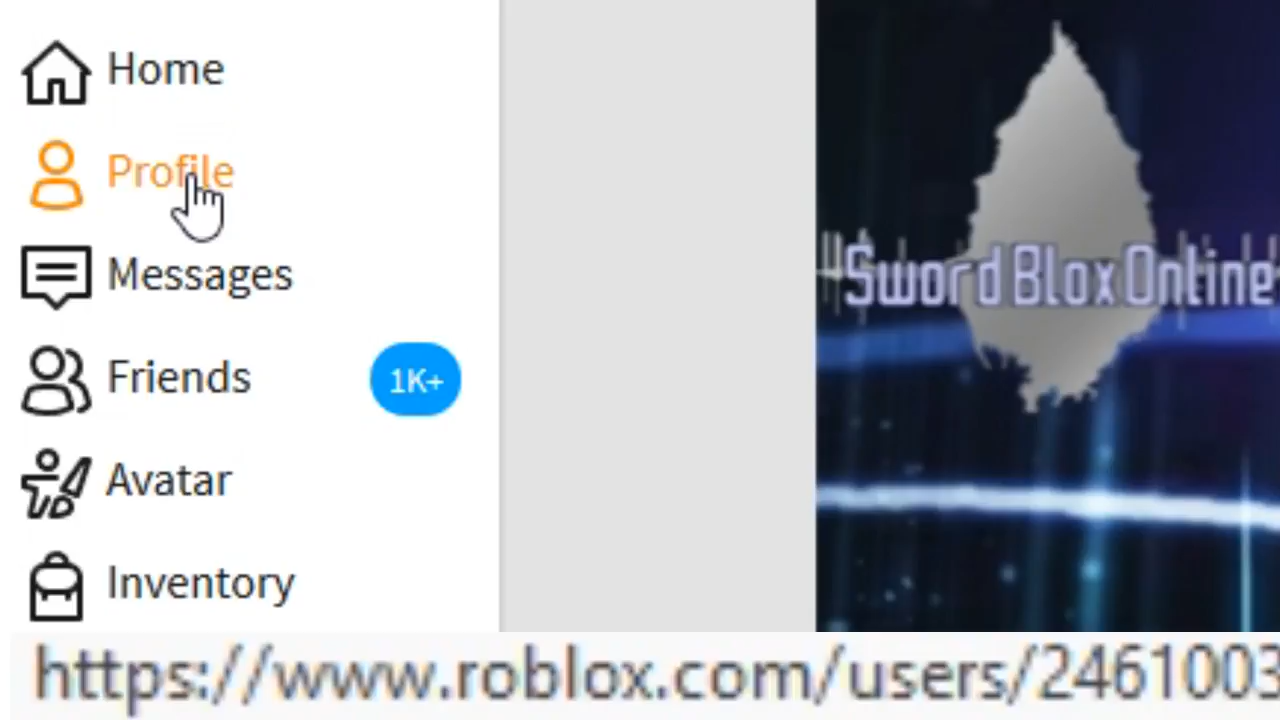 Home
Profile
Messages
Friends
1K+
Avatar
Inventory
Sword Blox Online
https://www.roblox.com/users/2461003